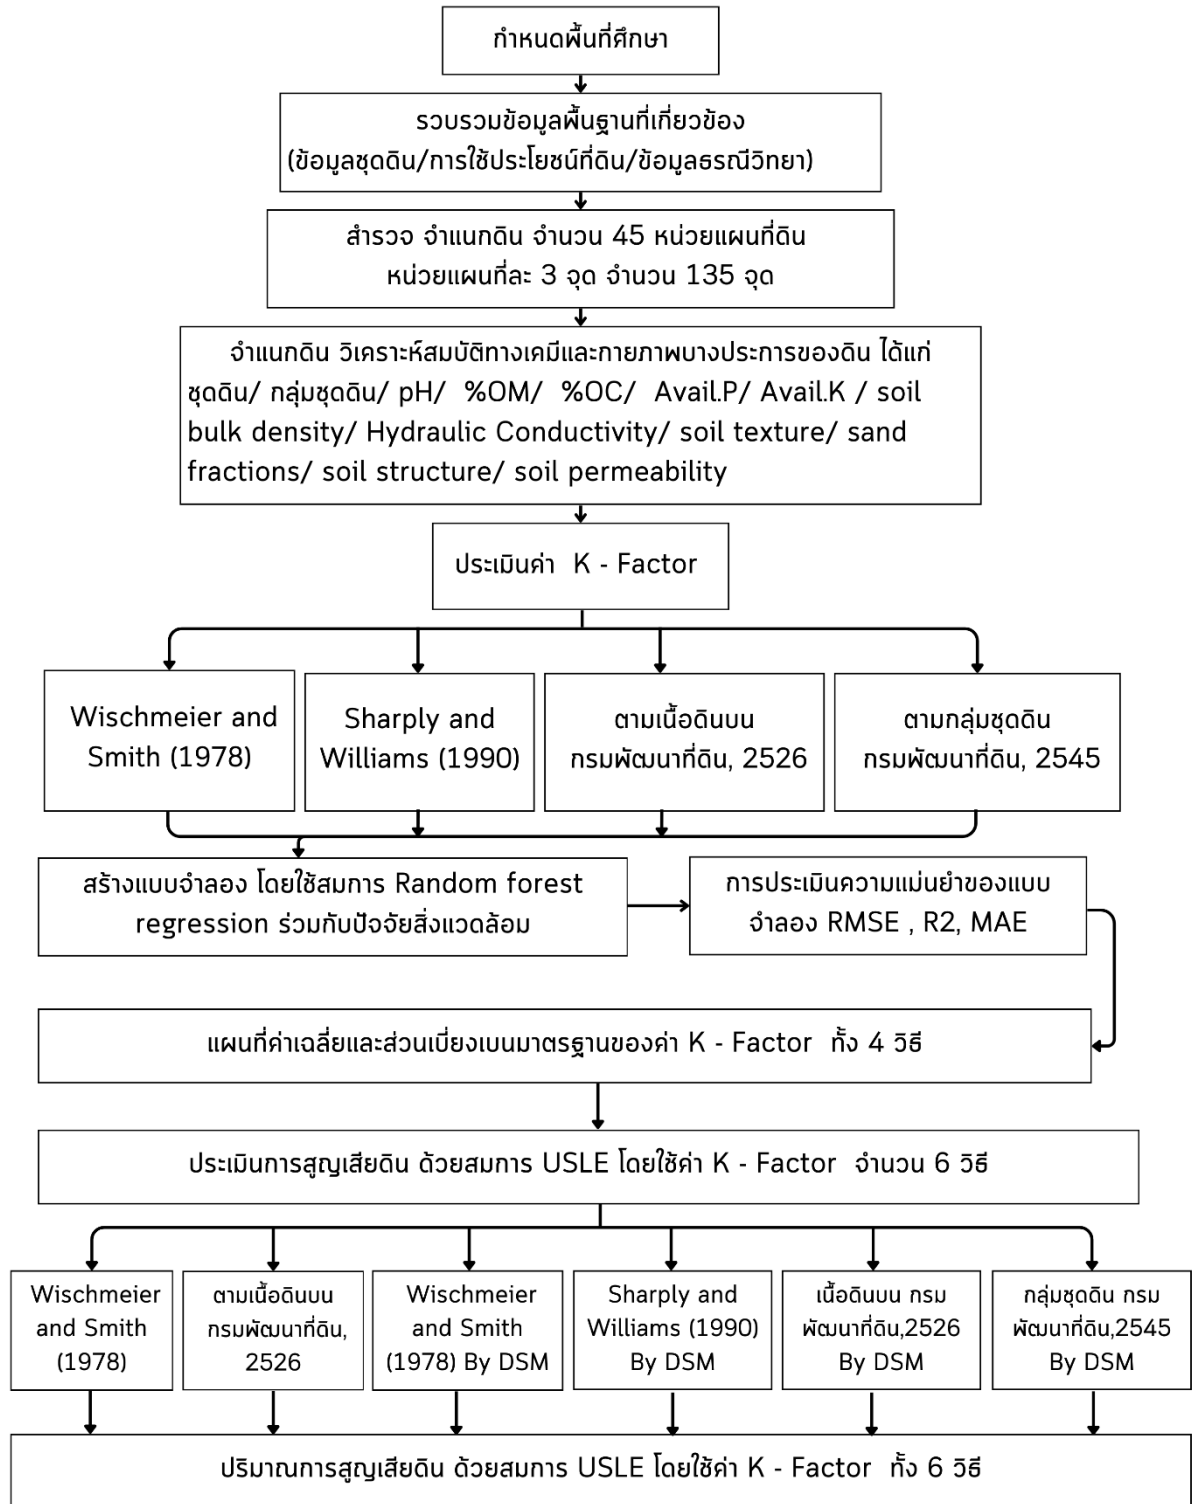 กำหนดพื้นที่ศึกษา
รวบรวมข้อมูลพื้นฐานที่เกี่ยวข้อง
(ข้อมูลชุดดิน/การใช้ประโยชน์ที่ดิน/ข้อมูลธรณีวิทยา)
สำรวจ จำแนกดิน จำนวน 45 หน่วยแผนที่ดิน
หน่วยแผนที่ละ 3 จุด จำนวน 135 จุด
จำแนกดิน วิเคราะห์สมบัติทางเคมีและกายภาพบางประการของดิน ได้แก่
ชุดดิน/ กลุ่มชุดดิน/ pH/ %OM/ %OC/ Avail.P/ Avail.K / soil
bulk density/ Hydraulic Conductivity/ soil texture/ sand
fractions/ soil structure/ soil permeability
ประเมินค่า K - Factor
Wischmeier and
Smith (1978)
Sharply and
Williams (1990)
ตามเนื้อดินบน
กรมพัฒนาที่ดิน, 2526
ตามกลุ่มชุดดิน
กรมพัฒนาที่ดิน, 2545
สร้างแบบจำลอง โดยใช้สมการ Random forest
regression ร่วมกับปัจจัยสิ่งแวดล้อม
การประเมินความแม่นยำของแบบ
จำลอง RMSE , R2, MAE
แผนที่ค่าเฉลี่ยและส่วนเบี่ยงเบนมาตรฐานของค่า K - Factor ทั้ง 4 วิธี
ประเมินการสูญเสียดิน ด้วยสมการ USLE โดยใช้ค่า K - Factor จำนวน 6 วิธี
Wischmeier
and Smith
(1978)
ตามเนื้อดินบน
กรมพัฒนาที่ดิน,
2526
Wischmeier
and Smith
(1978) By DSM
Sharply and
Williams (1990)
By DSM
เนื้อดินบน กรม
พัฒนาที่ดิน,2526
By DSM
กลุ่มชุดดิน กรม
พัฒนาที่ดิน,2545
By DSM
ปริมาณการสูญเสียดิน ด้วยสมการ USLE โดยใช้ค่า K - Factor ทั้ง 6 วิธี